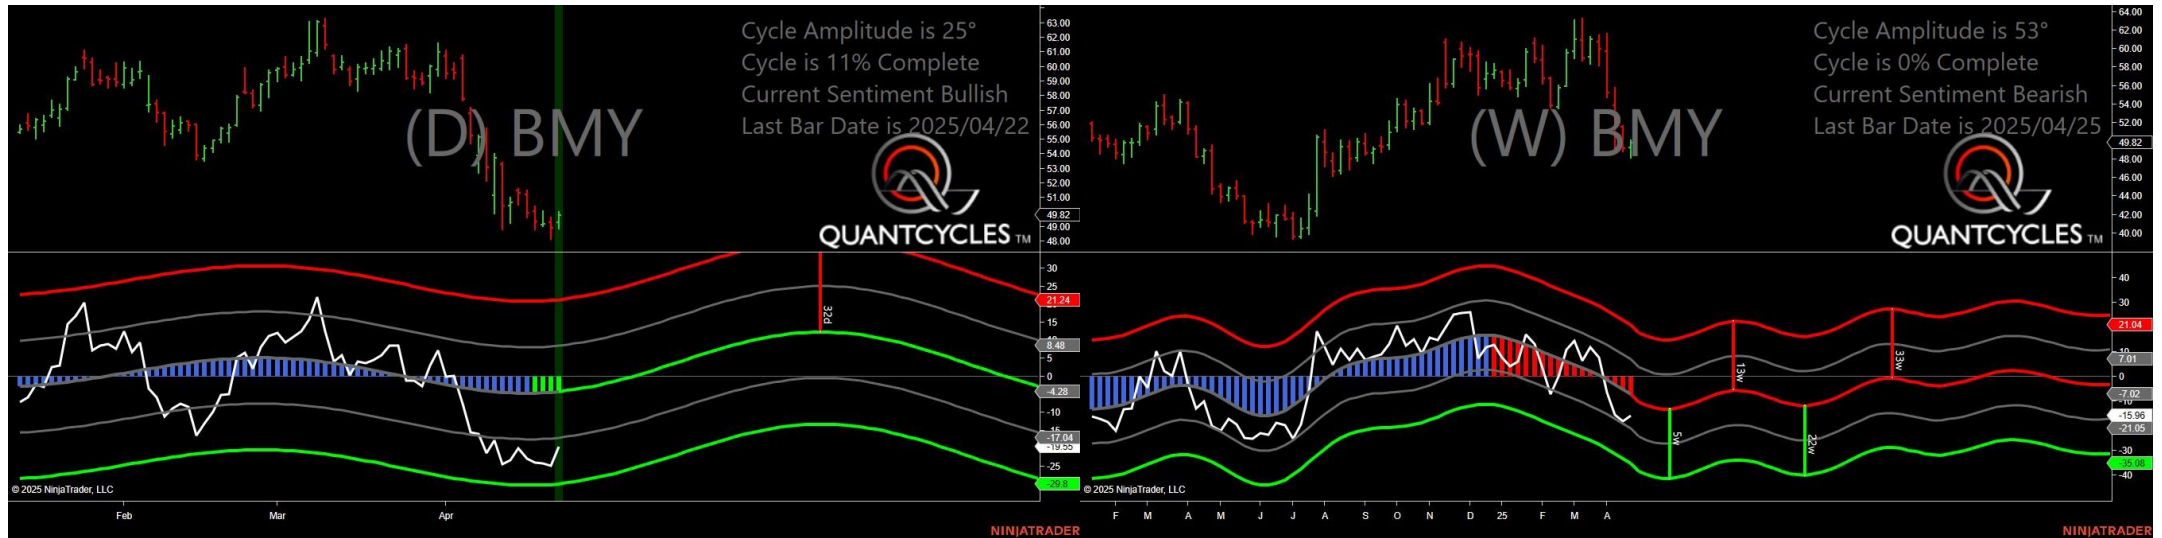 Cycle Amplitude is 25°
Cycle is 11% Complete
Current Sentiment Bullish
Last Bar Date is 2025/04/22
(D) BMY
QUANTCYCLES TM
63.00
62.00
61.00
60.00
59.00
58.00
57.00
56.00
55.00
54.00
53.00
52.00
51.00
50.00
49.82
49.00
48.00
30
25
21.24
15
8.48
5
0
-4.28
-10
-17.04
-19.55
-25
-29.8
32d
© 2025 NinjaTrader, LLC
Feb Mar Apr
NINJATRADER
Cycle Amplitude is 53°
Cycle is 0% Complete
Current Sentiment Bearish
Last Bar Date is 2025/04/25
(W) BMY
QUANTCYCLES TM
64.00
62.00
60.00
58.00
56.00
54.00
52.00
49.82
48.00
46.00
44.00
42.00
40.00
40
30
21.04
7.01
0
-7.02
-15.96
-21.05
-30
-35.08
-40
5w
13w
22w
33w
© 2025 NinjaTrader, LLC
F M A M J J A S O N D 25 F M A
NINJATRADER